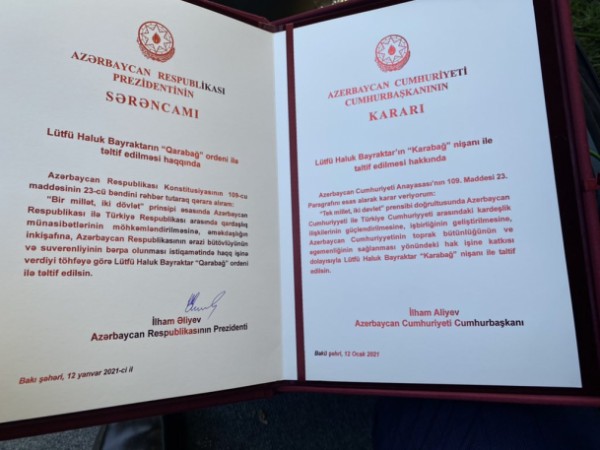 AZƏRBAYCAN RESPUBLİKASI
PREZİDENTİNİN
SƏRƏNCAMI
Lütfü Haluk Bayraktarın “Qarabağ” ordeni ilə
təltif edilməsi haqqında
Azərbaycan Respublikası Konstitusiyasının 109-cu
maddəsinin 23-cü bəndini rəhbər tutaraq qərara alıram:
“Bir millət, iki dövlət” prinsipi əsasında Azərbaycan
Respublikası ilə Türkiyə Respublikası arasında qardaşlıq
münasibətlərinin möhkəmləndirilməsinə, əməkdaşlığın
inkişafına, Azərbaycan Respublikasının ərazi bütövlüyünün
və suverenliyinin bərpa olunması istiqamətində haqq işinə
verdiyi töhfəyə görə Lütfü Haluk Bayraktar “Qarabağ” ordeni
ilə təltif edilsin.
İlham Əliyev
Azərbaycan Respublikasının Prezidenti
Bakı şəhəri, 12 yanvar 2021-ci il
AZERBAYCAN CUMHURİYETİ
CUMHURBAŞKANININ
KARARI
Lütfü Haluk Bayraktar’ın “Karabağ” nişanı ile
taltif edilmesi hakkında
Azerbaycan Cumhuriyeti Anayasası’nın 109. Maddesi 23.
Paragrafını esas alarak karar veriyorum:
“Tek millet, iki devlet” prensibi doğrultusunda Azerbaycan
Cumhuriyeti ile Türkiye Cumhuriyeti arasındaki kardeşlik
ilişkilerinin güçlendirilmesine, işbirliğinin geliştirilmesine,
Azerbaycan Cumhuriyetinin toprak bütünlüğünün ve
egemenliğinin sağlanması yönündeki hak işine katkısı
dolayısıyla Lütfü Haluk Bayraktar “Karabağ” nişanı ile taltif
edilsin.
İlham Aliyev
Azerbaycan Cumhuriyeti Cumhurbaşkanı
Bakü şehri, 12 Ocak 2021